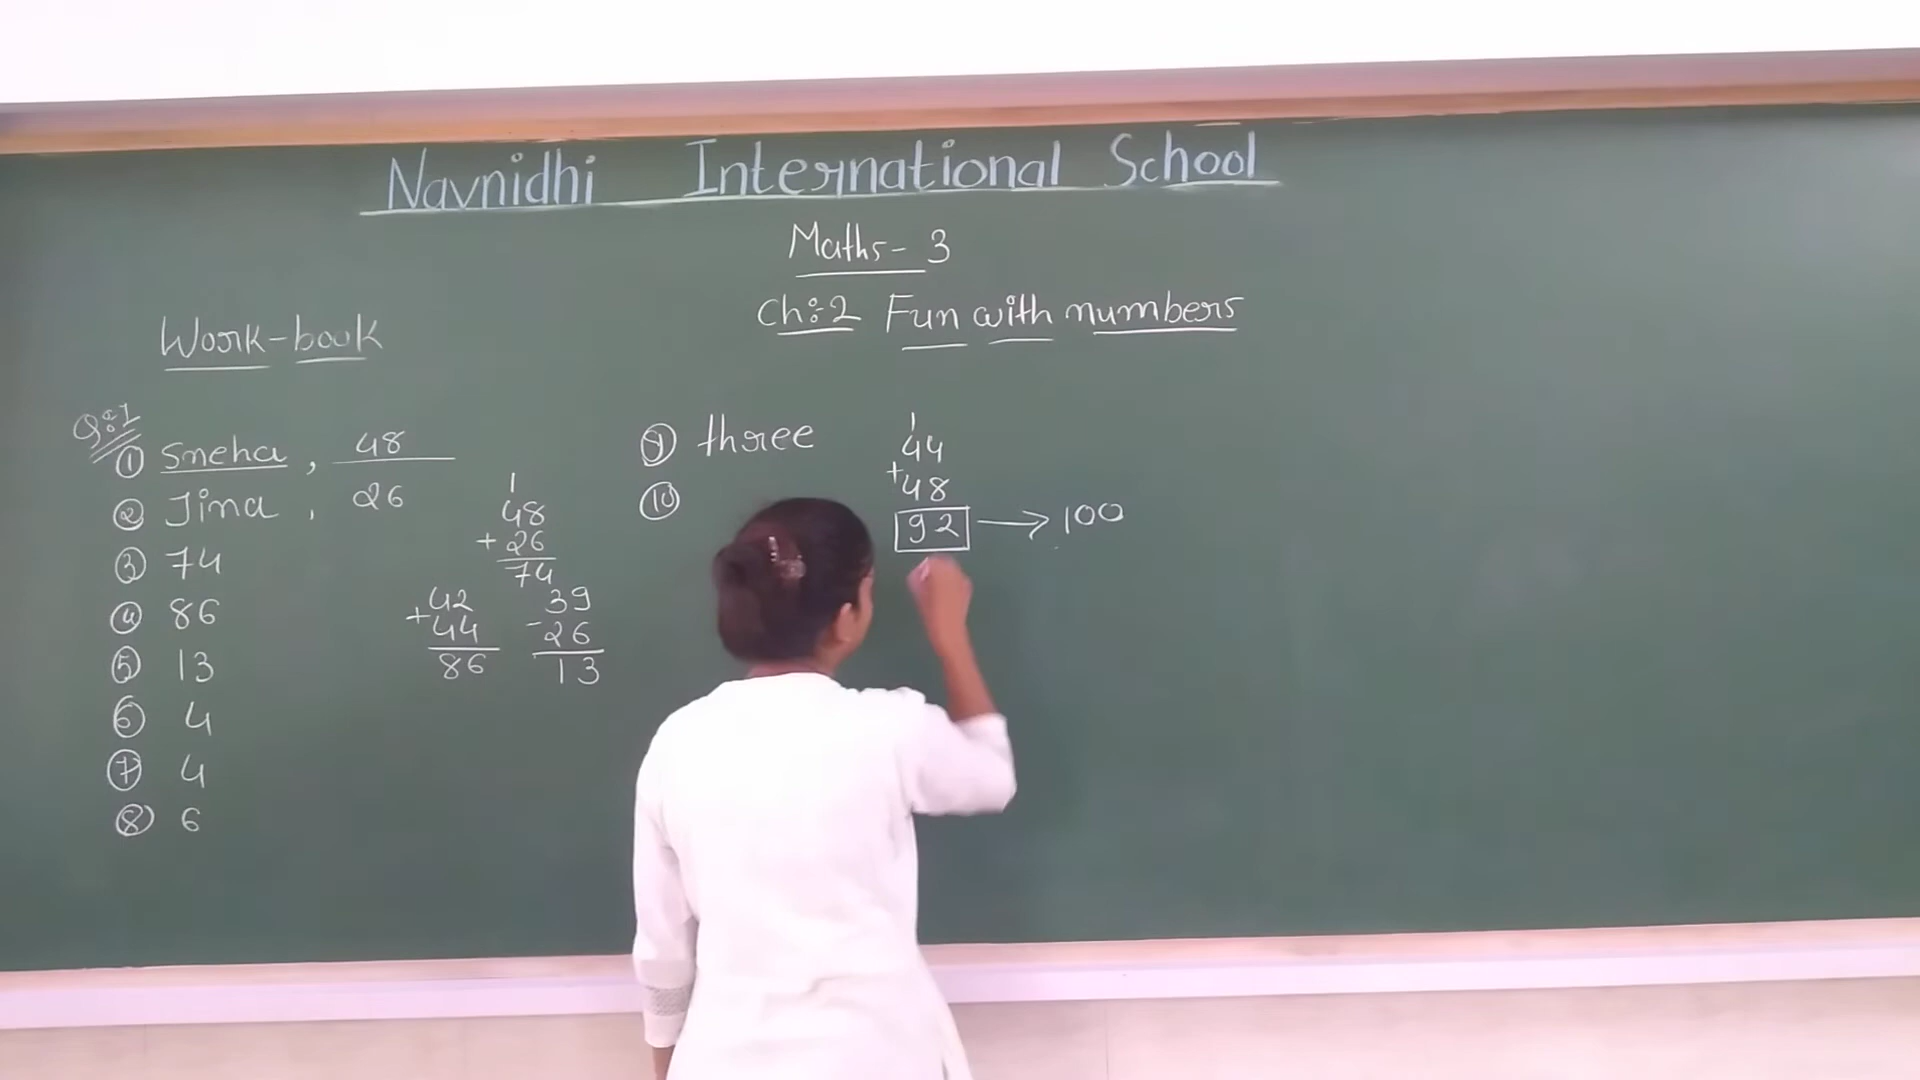 Navnidhi International School
Maths- 3
Ch:2 Fun with numbers
Work-book
Q:1
① Sneha, 48
② Jina, 26
③ 74
④ 86
⑤ 13
⑥ 4
⑦ 4
⑧ 6
1
48
+26
74
42
+44
86
39
-26
13
⑨ three
⑩
1
44
+48
92 → 100